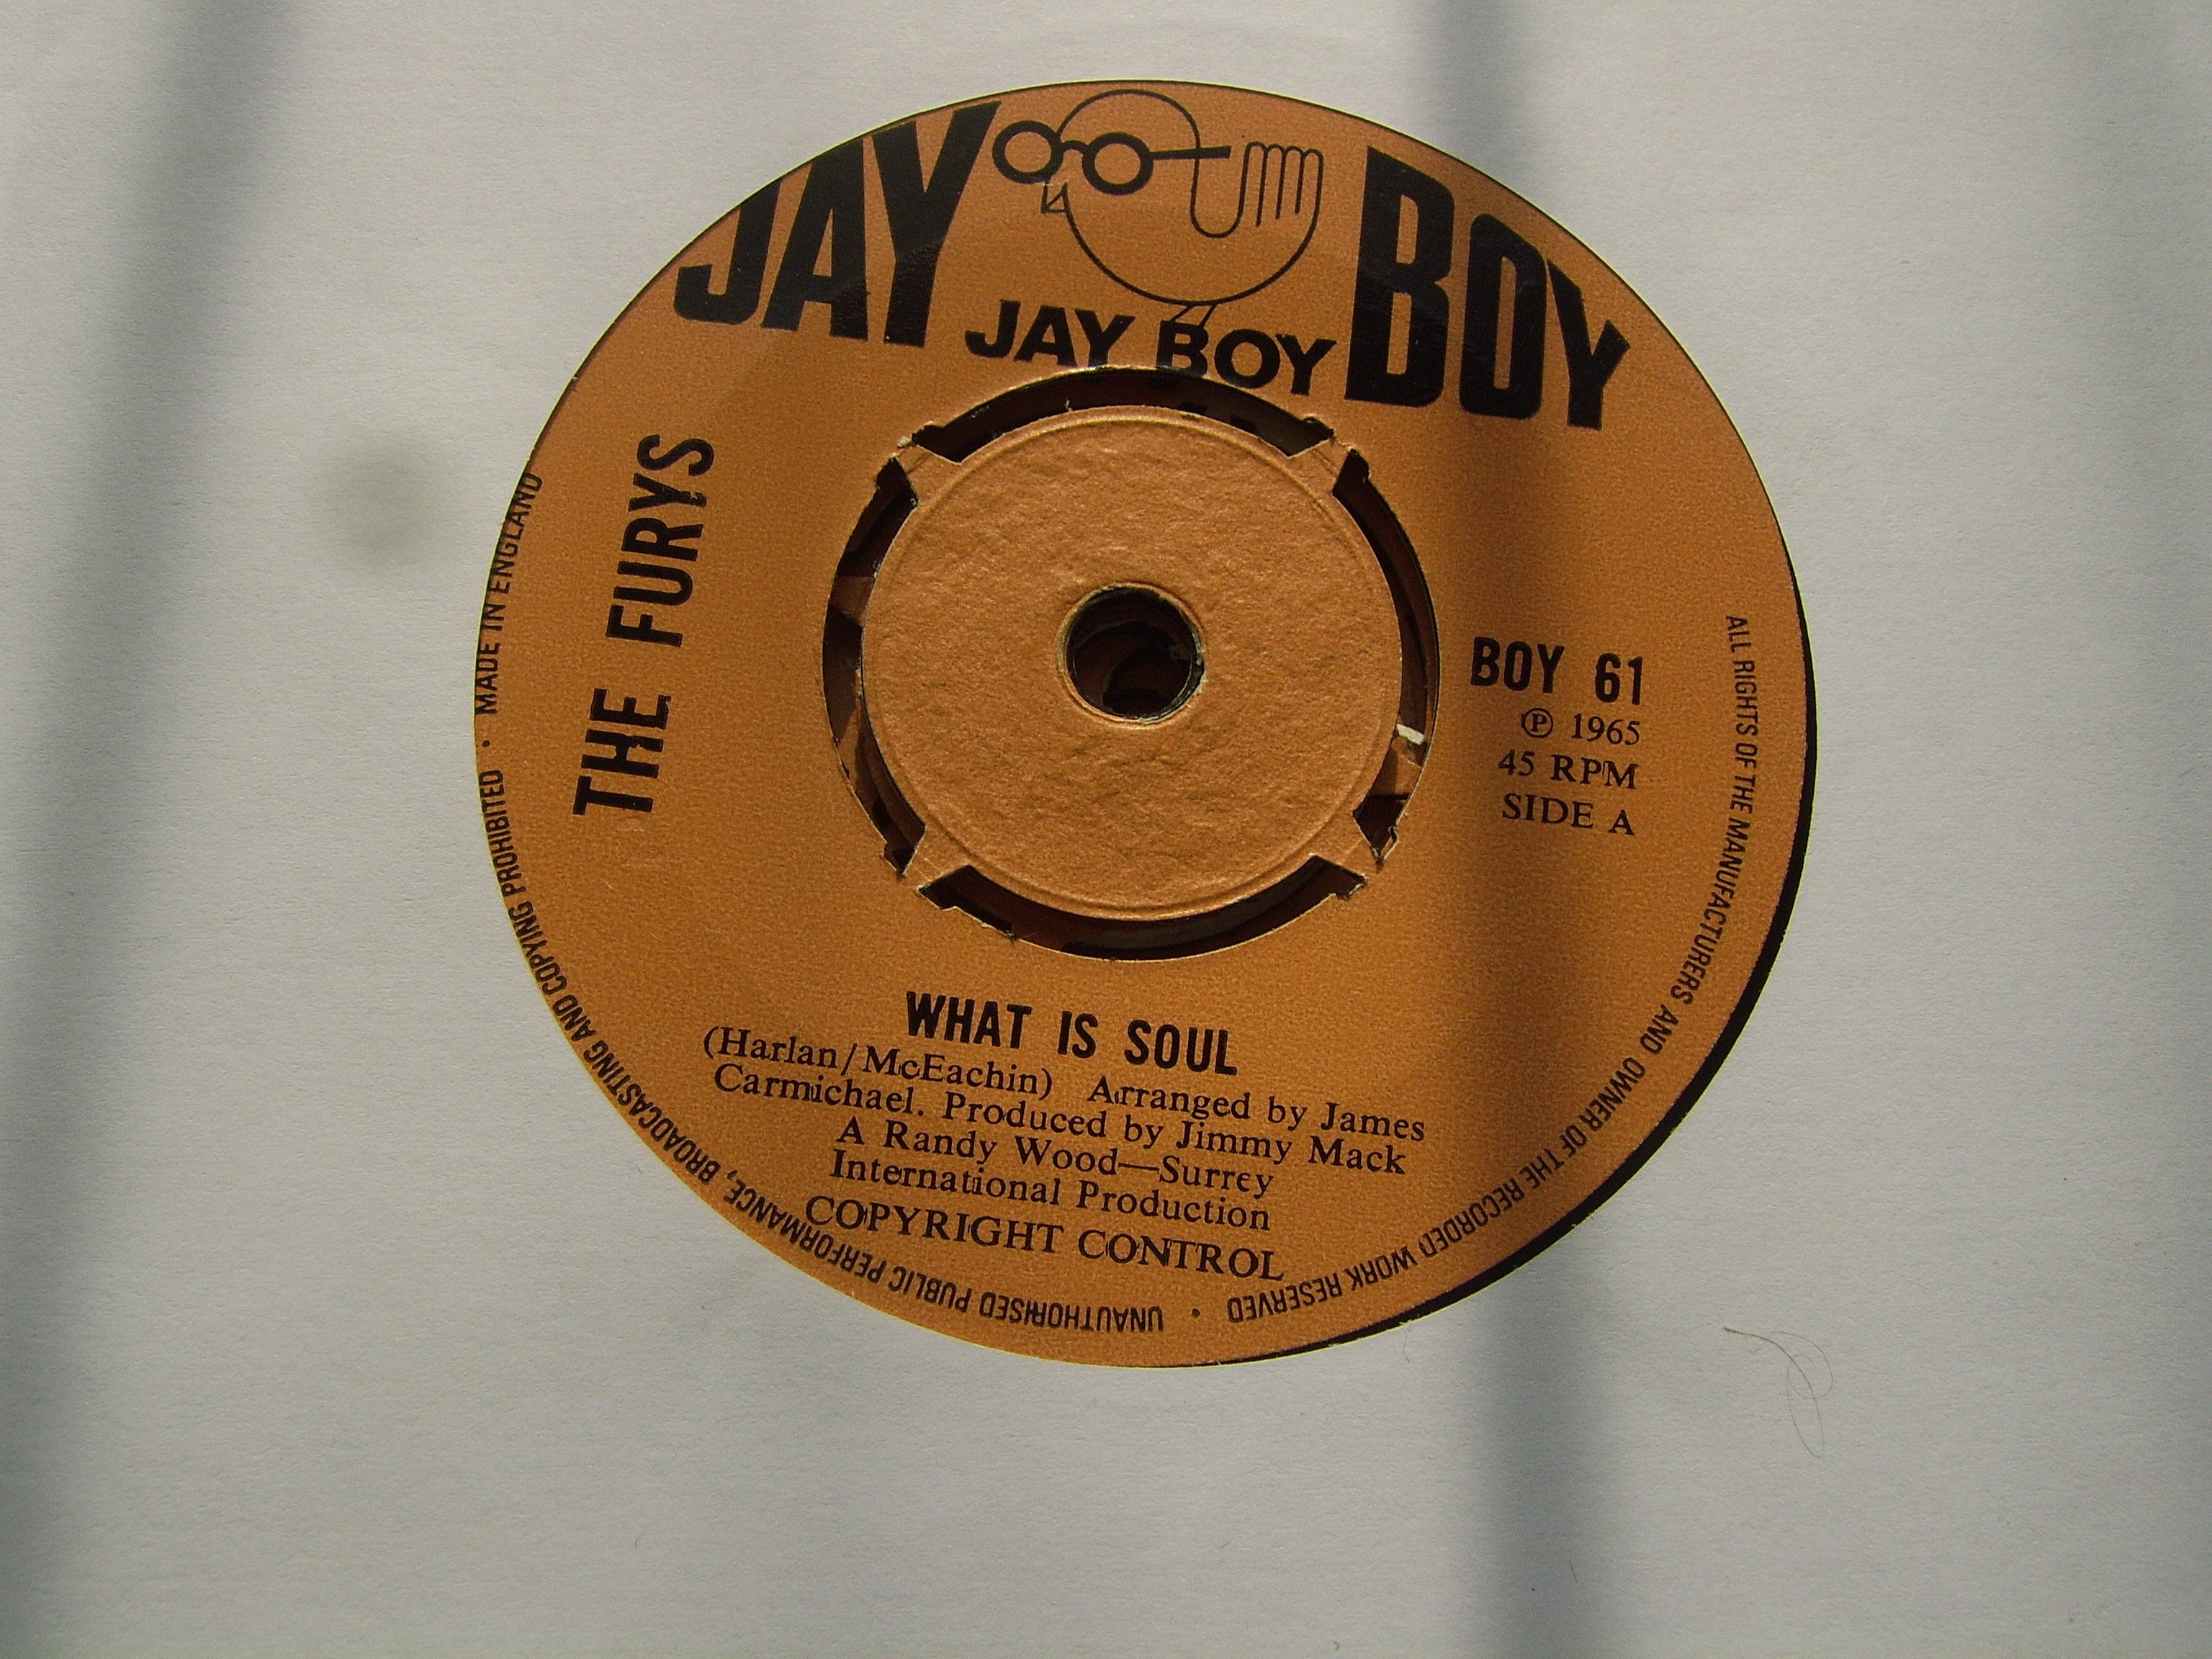 JAY BOY
JAY BOY
THE FURYS
BOY 61
℗ 1965
45 RPM
SIDE A
WHAT IS SOUL
(Harlan/McEachin) Arranged by James
Carmichael. Produced by Jimmy Mack
A Randy Wood—Surrey
International Production
COPYRIGHT CONTROL
ALL RIGHTS OF THE MANUFACTURERS AND OWNER OF THE RECORDED WORK RESERVED • UNAUTHORISED PUBLIC PERFORMANCE, BROADCASTING AND COPYING PROHIBITED • MADE IN ENGLAND